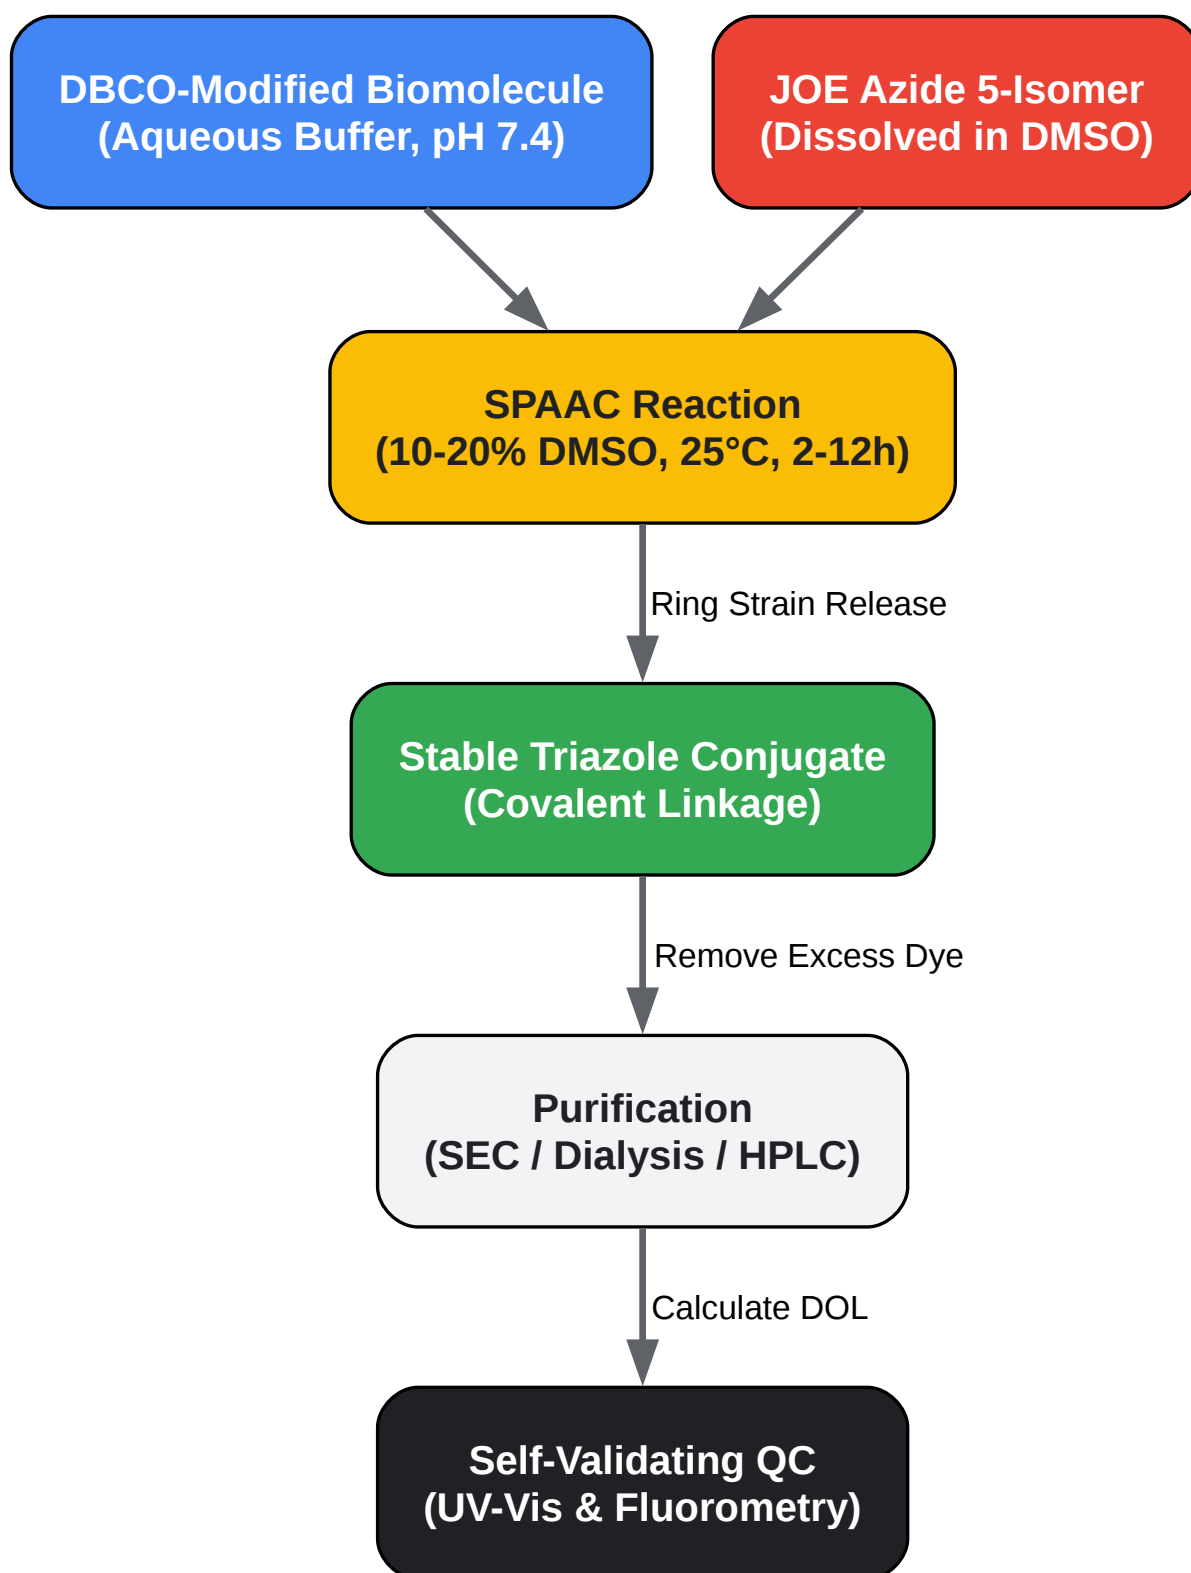 DBCO-Modified Biomolecule
(Aqueous Buffer, pH 7.4)
JOE Azide 5-Isomer
(Dissolved in DMSO)
SPAAC Reaction
(10-20% DMSO, 25°C, 2-12h)
Ring Strain Release
Stable Triazole Conjugate
(Covalent Linkage)
Remove Excess Dye
Purification
(SEC / Dialysis / HPLC)
Calculate DOL
Self-Validating QC
(UV-Vis & Fluorometry)